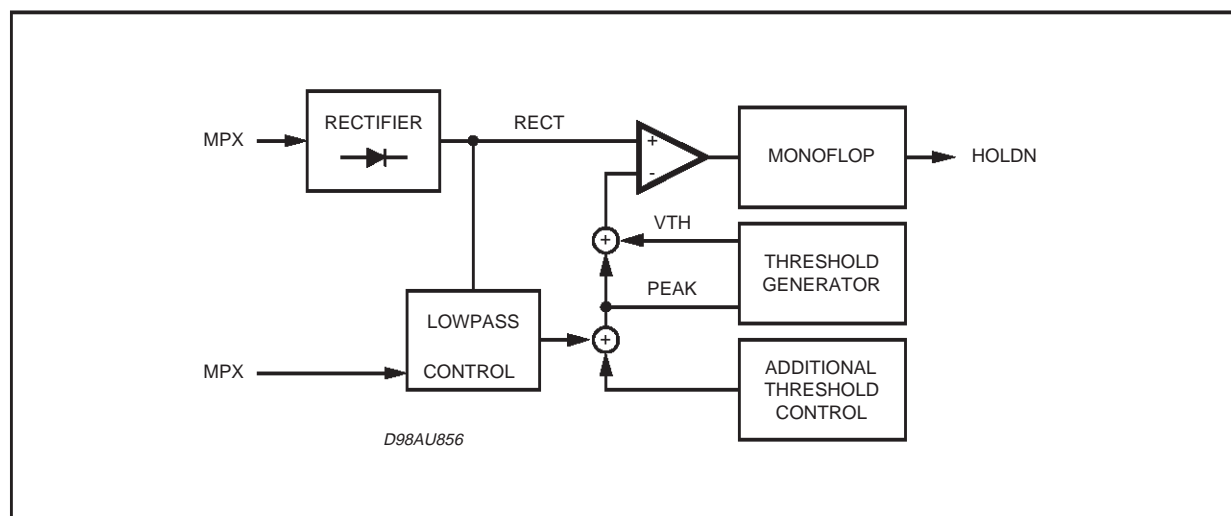 RECTIFIER
MPX
RECT
+
-
MONOFLOP
HOLDN
VTH
+
THRESHOLD
GENERATOR
PEAK
LOWPASS
CONTROL
+
MPX
ADDITIONAL
THRESHOLD
CONTROL
D98AU856